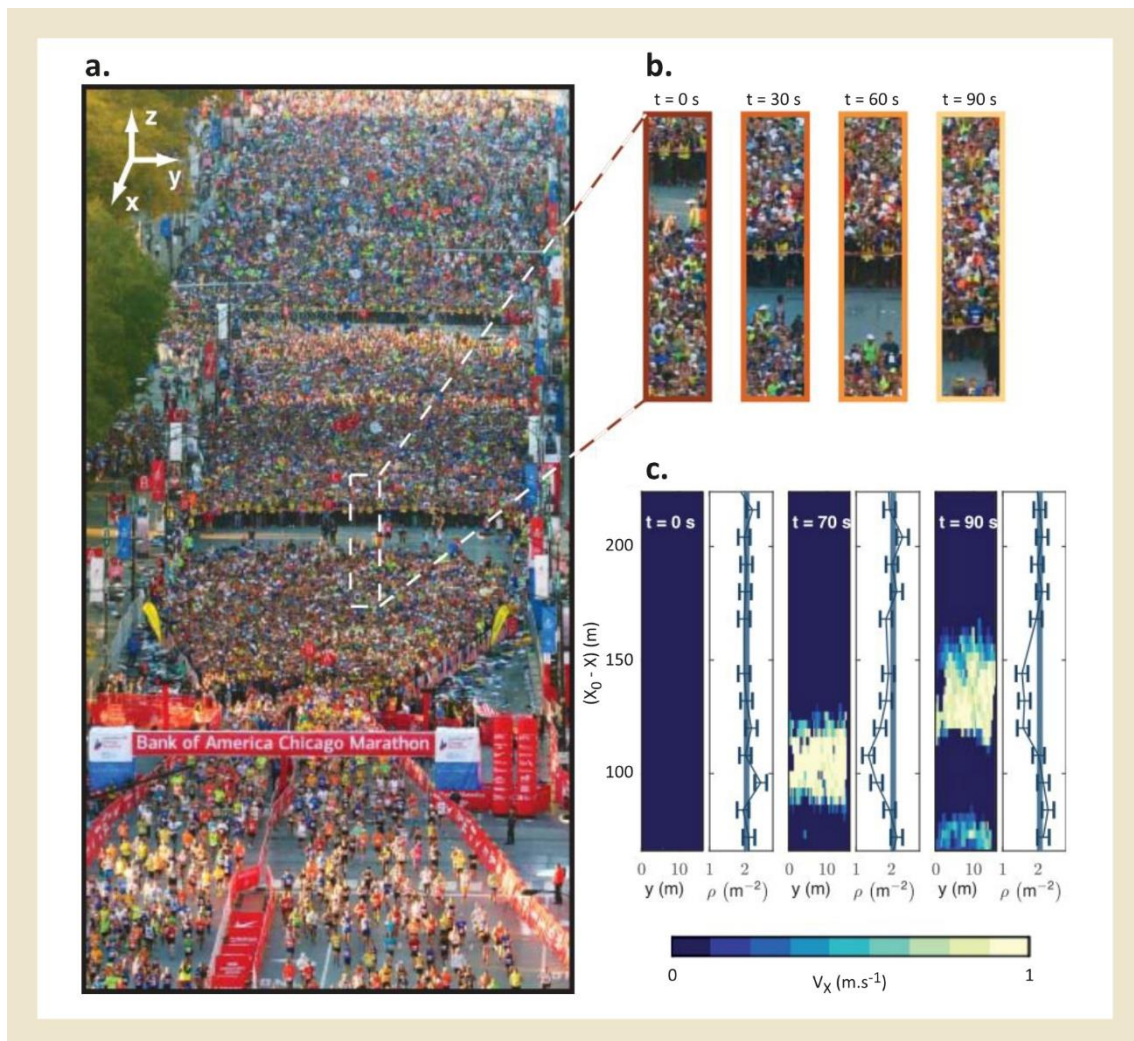 a.
z
y
x
Bank of America Chicago Marathon
b.
t = 0 s
t = 30 s
t = 60 s
t = 90 s
c.
t = 0 s
t = 70 s
t = 90 s
(X₀ - X) (m)
200
150
100
0 10
1 2
0 10
1 2
0 10
1 2
y (m)
ρ (m⁻²)
y (m)
ρ (m⁻²)
y (m)
ρ (m⁻²)
0
1
Vₓ (m.s⁻¹)